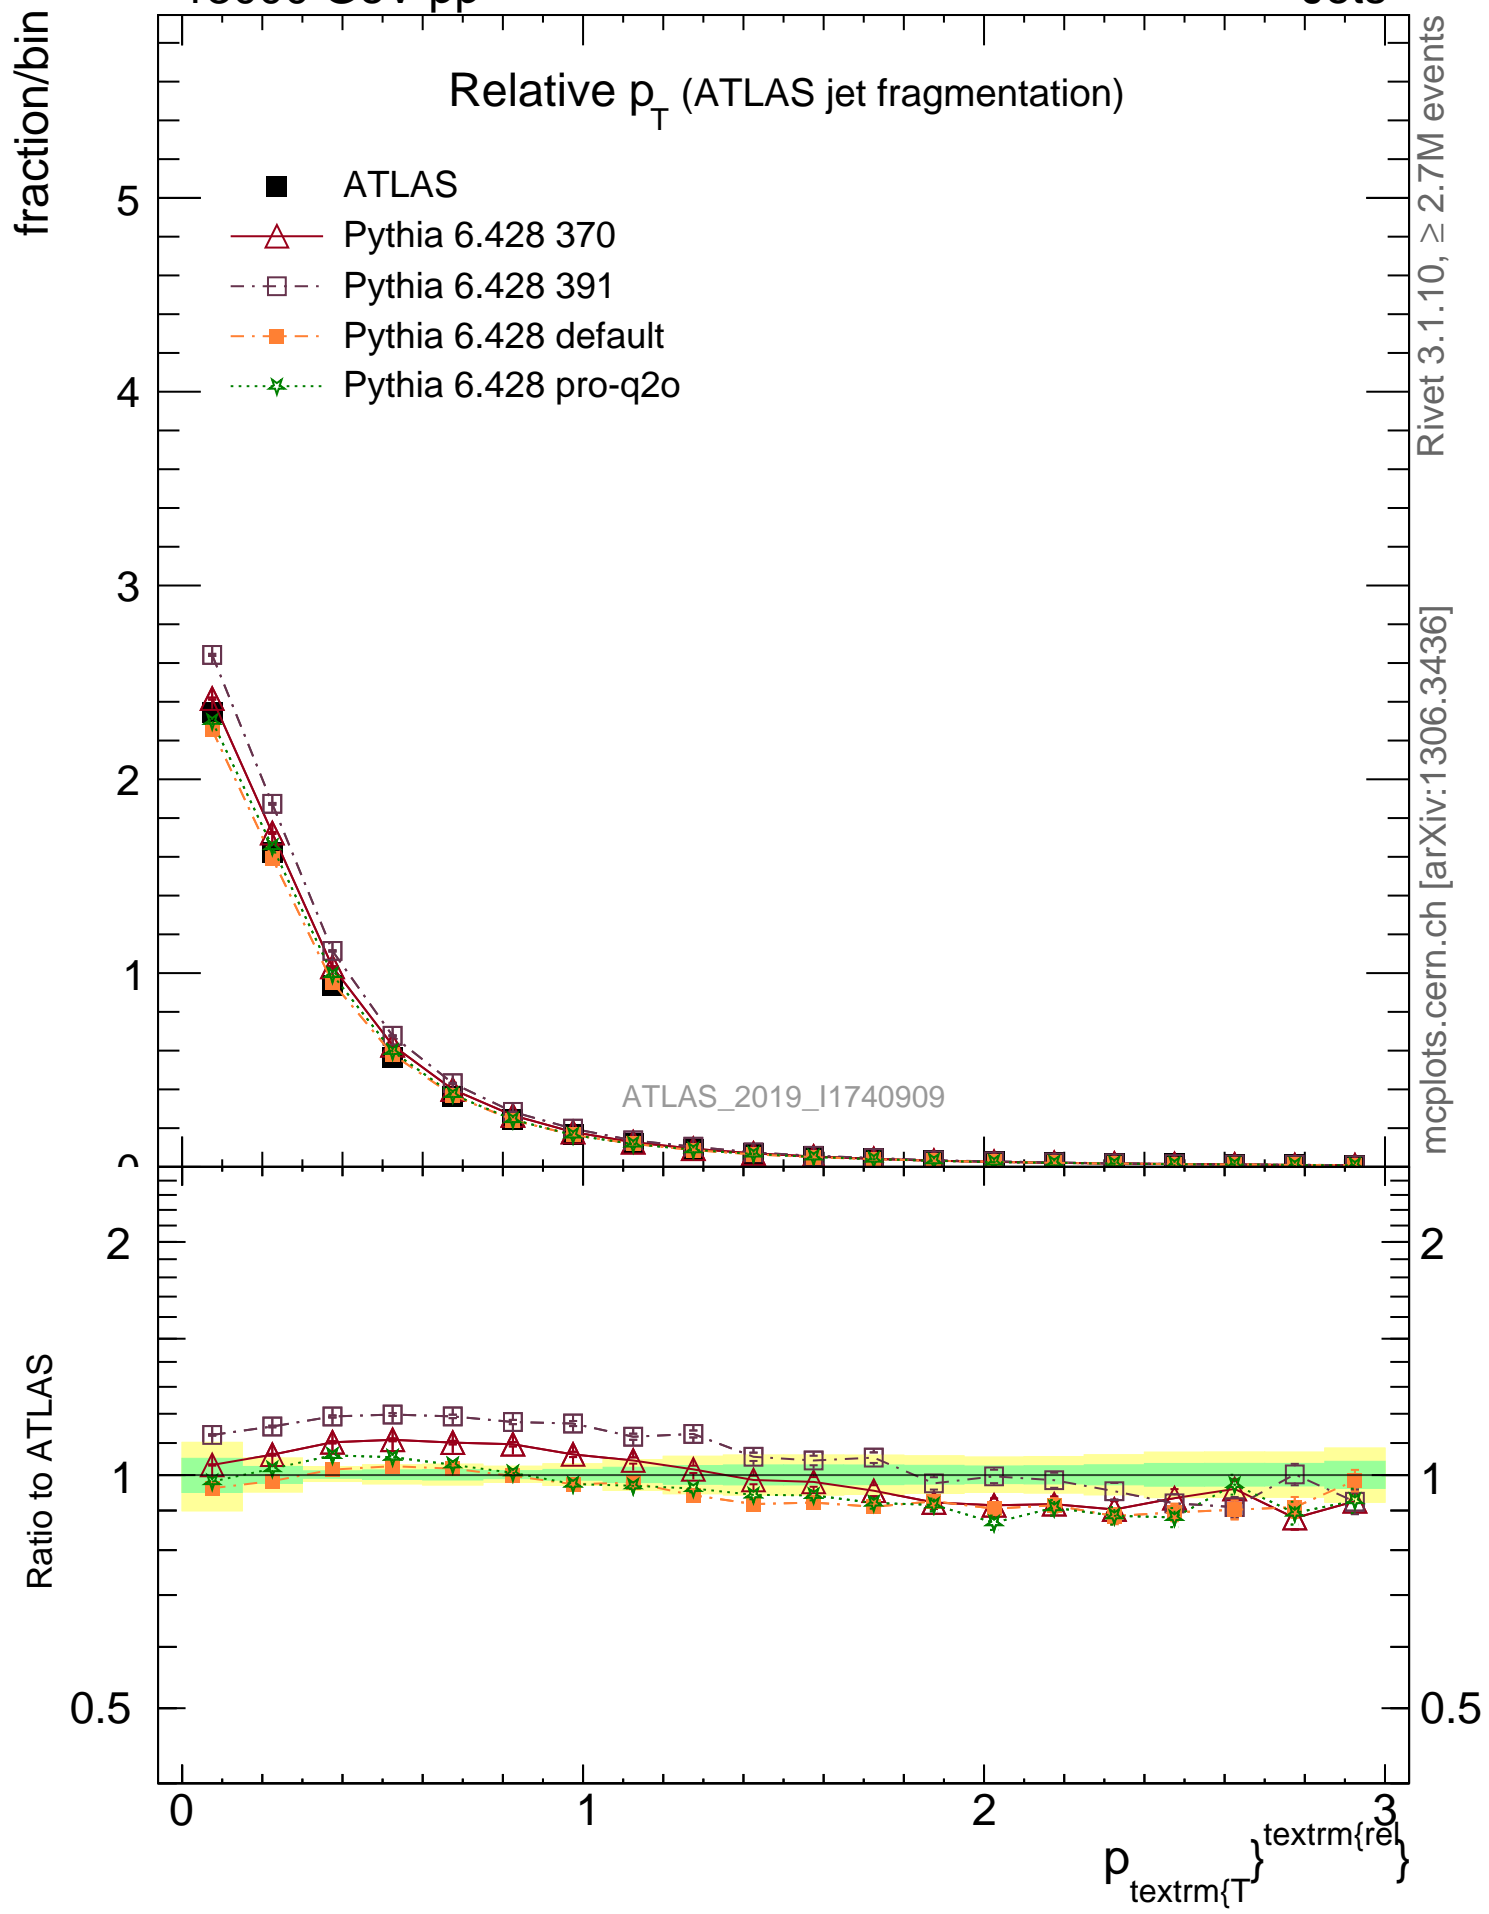 fraction/bin
Relative pT (ATLAS jet fragmentation)
ATLAS
Pythia 6.428 370
Pythia 6.428 391
Pythia 6.428 default
Pythia 6.428 pro-q2o
5
4
3
2
1
0
ATLAS_2019_I1740909
Rivet 3.1.10, ≥ 2.7M events
mcplots.cern.ch [arXiv:1306.3436]
Ratio to ATLAS
2
1
0.5
2
1
0.5
0
1
2
3
p textrm{T} textrm{rel}